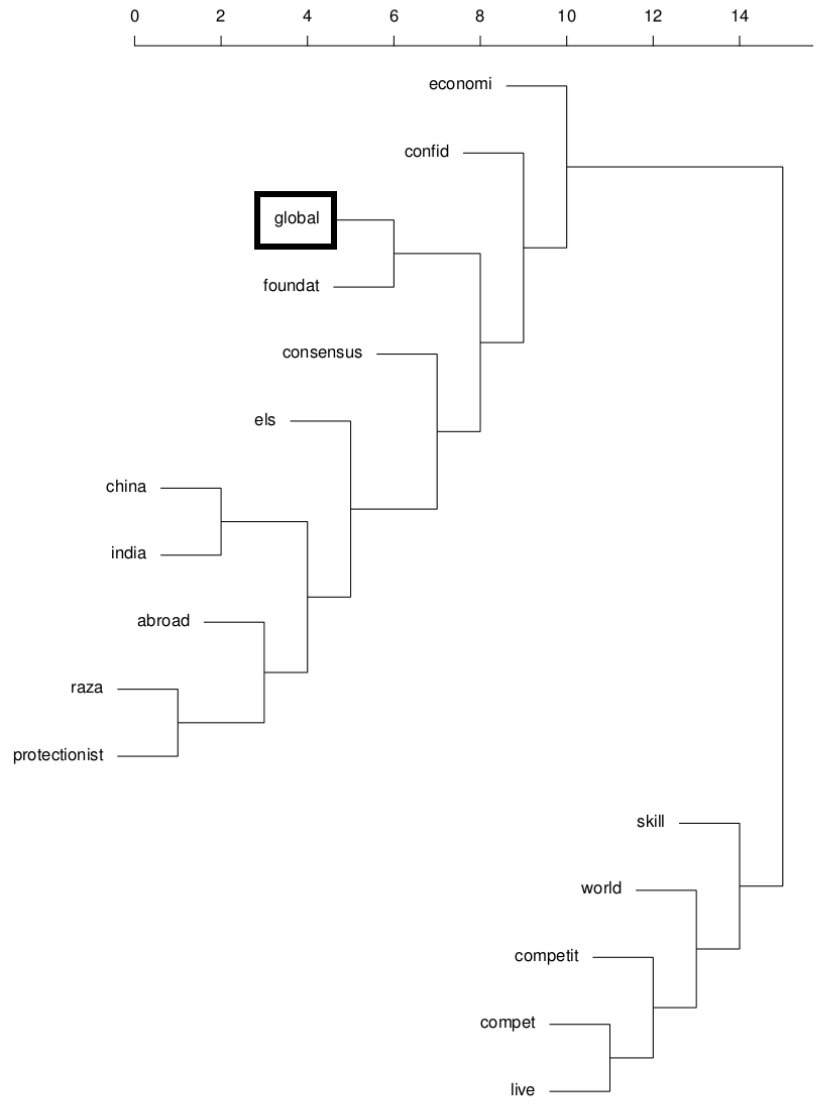 0 2 4 6 8 10 12 14
economi
confid
global
foundat
consensus
els
china
india
abroad
raza
protectionist
skill
world
competit
compet
live